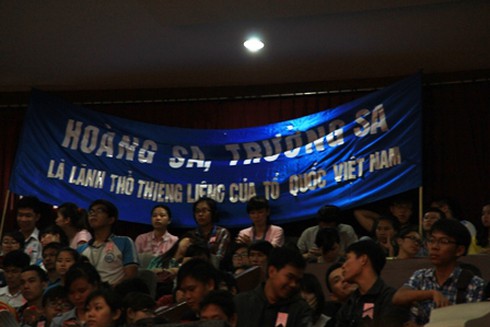 HOÀNG SA, TRƯỜNG SA
LÀ LÃNH THỔ THIÊNG LIÊNG CỦA TỔ QUỐC VIỆT NAM